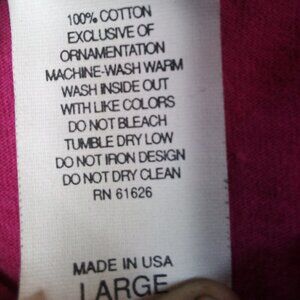 100% COTTON
EXCLUSIVE OF
ORNAMENTATION
MACHINE-WASH WARM
WASH INSIDE OUT
WITH LIKE COLORS
DO NOT BLEACH
TUMBLE DRY LOW
DO NOT IRON DESIGN
DO NOT DRY CLEAN
RN 61626
MADE IN USA
LARGE